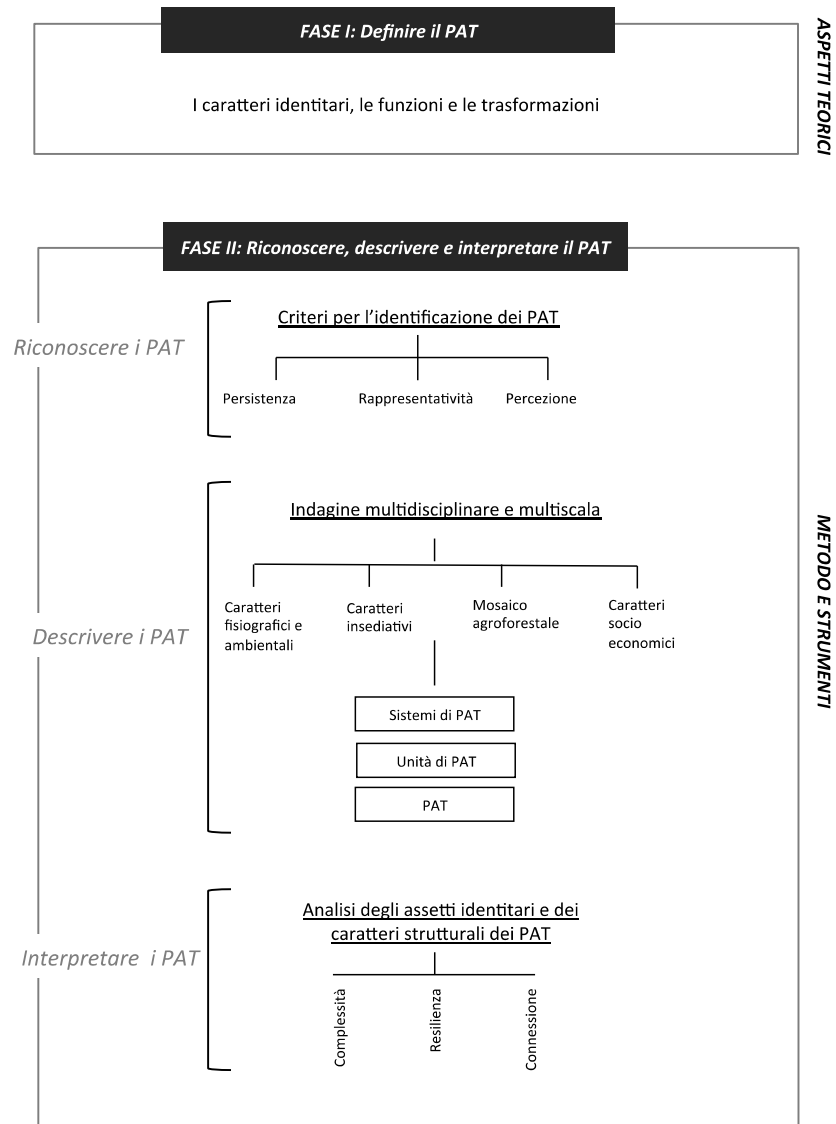 FASE I: Definire il PAT
I caratteri identitari, le funzioni e le trasformazioni
ASPETTI TEORICI
FASE II: Riconoscere, descrivere e interpretare il PAT
Riconoscere i PAT
Criteri per l'identificazione dei PAT
Persistenza
Rappresentatività
Percezione
METODO E STRUMENTI
Descrivere i PAT
Indagine multidisciplinare e multiscala
Caratteri
fisiografici e
ambientali
Caratteri
insediativi
Mosaico
agroforestale
Caratteri
socio
economici
Sistemi di PAT
Unità di PAT
PAT
Interpretare i PAT
Analisi degli assetti identitari e dei
caratteri strutturali dei PAT
Complessità
Resilienza
Connessione